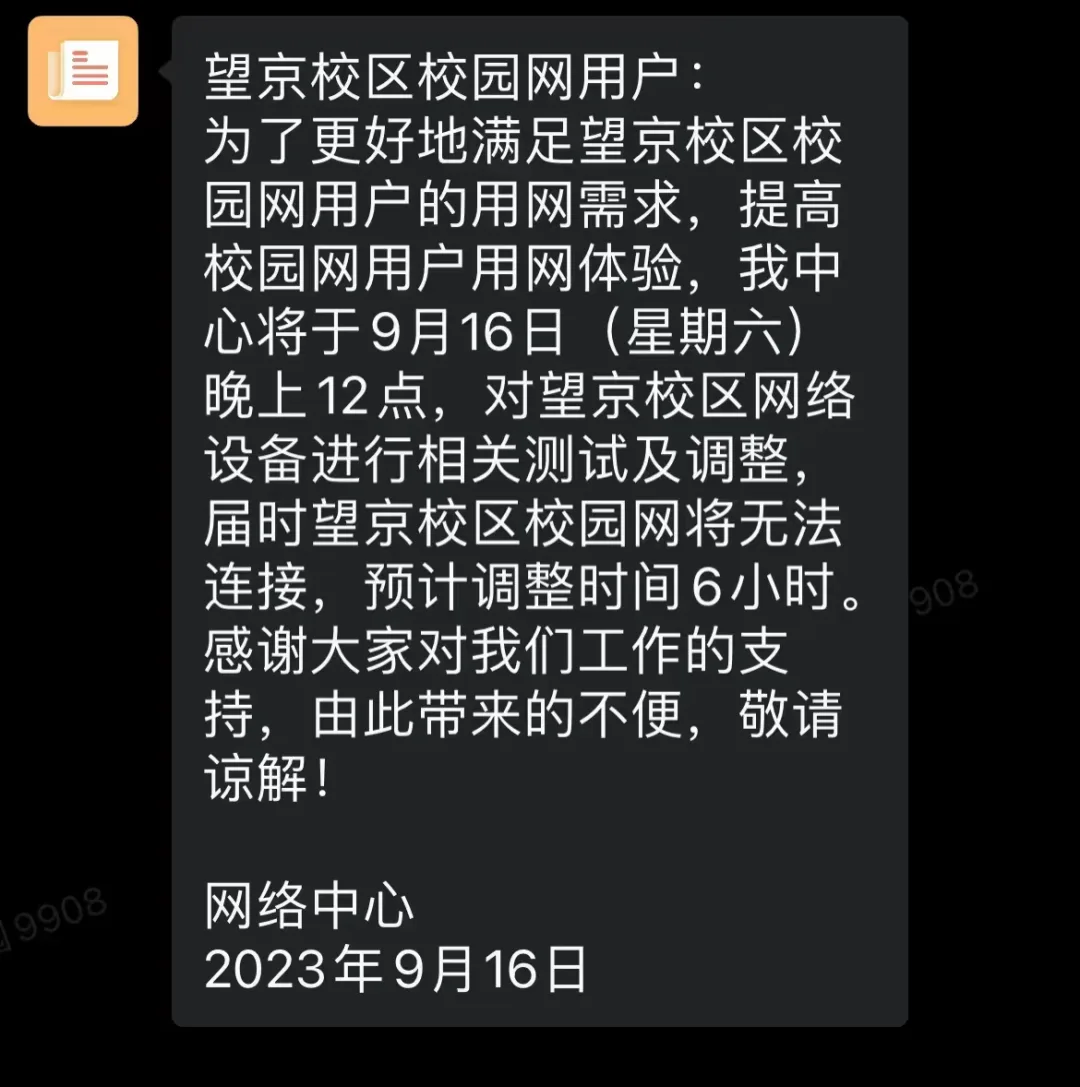 望京校区校园网用户：
为了更好地满足望京校区校
园网用户的用网需求，提高
校园网用户用网体验，我中
心将于9月16日（星期六）
晚上12点，对望京校区网络
设备进行相关测试及调整，
届时望京校区校园网将无法
连接，预计调整时间6小时。
感谢大家对我们工作的支
持，由此带来的不便，敬请
谅解！
网络中心
2023年9月16日
9908
9908